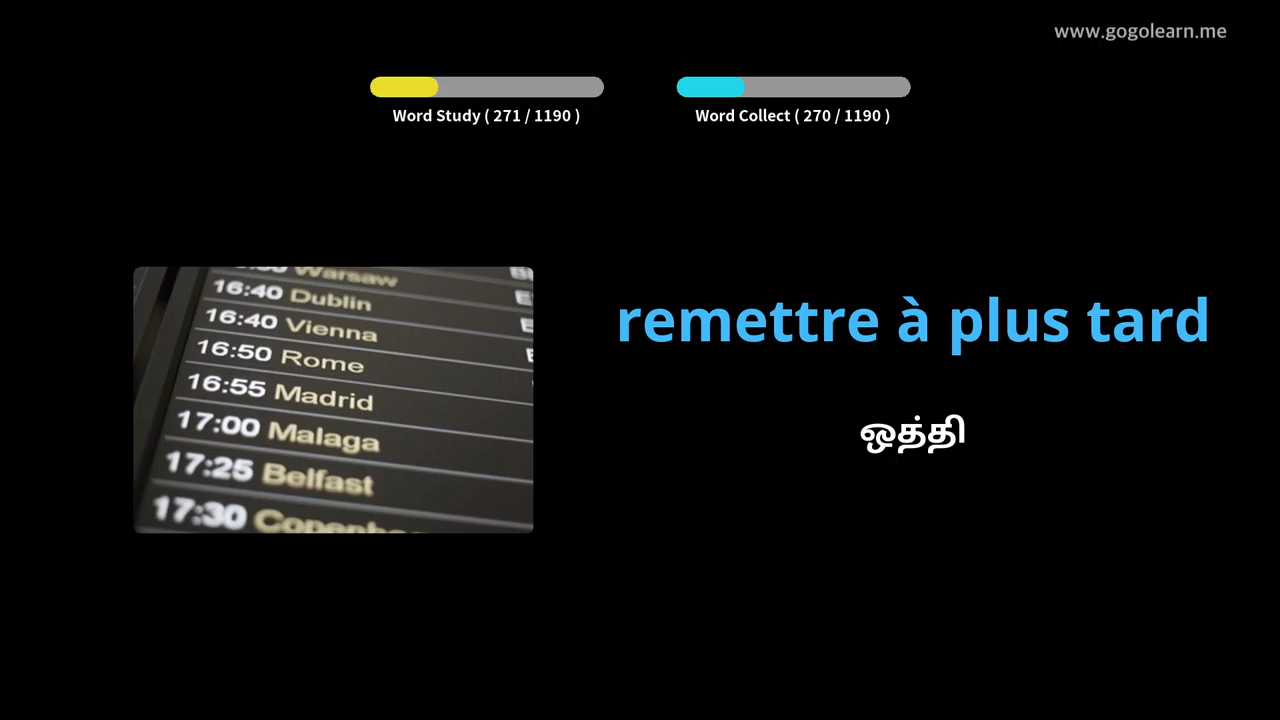 www.gogolearn.me
Word Study ( 271 / 1190 )
Word Collect ( 270 / 1190 )
Warsaw
16:40 Dublin
16:40 Vienna
16:50 Rome
16:55 Madrid
17:00 Malaga
17:25 Belfast
17:30
remettre à plus tard
ஒத்தி